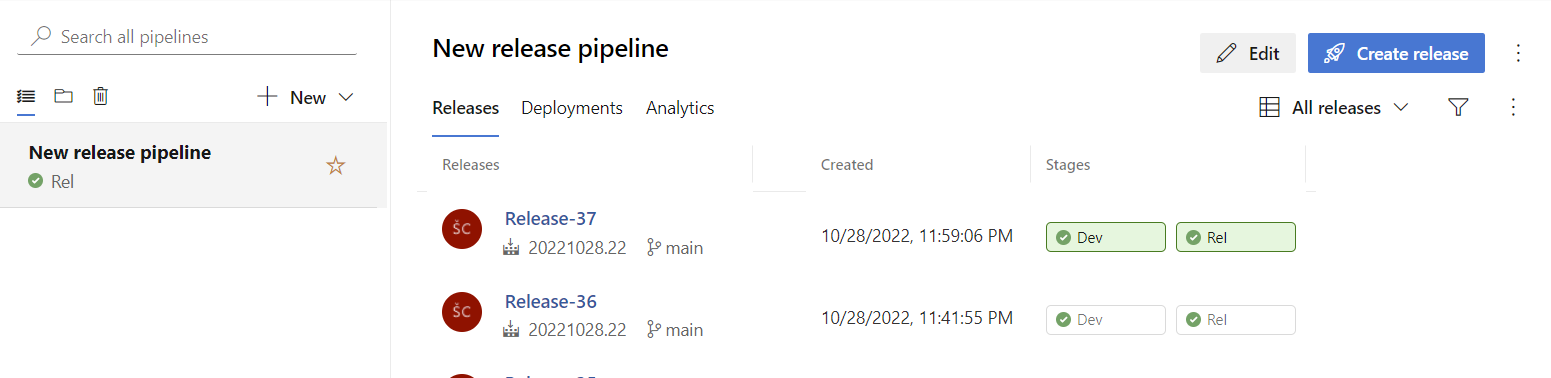 Search all pipelines
New
New release pipeline
Rel
New release pipeline
Edit
Create release
Releases
Deployments
Analytics
All releases
Releases
Created
Stages
ŠC
Release-37
20221028.22
main
10/28/2022, 11:59:06 PM
Dev
Rel
ŠC
Release-36
20221028.22
main
10/28/2022, 11:41:55 PM
Dev
Rel